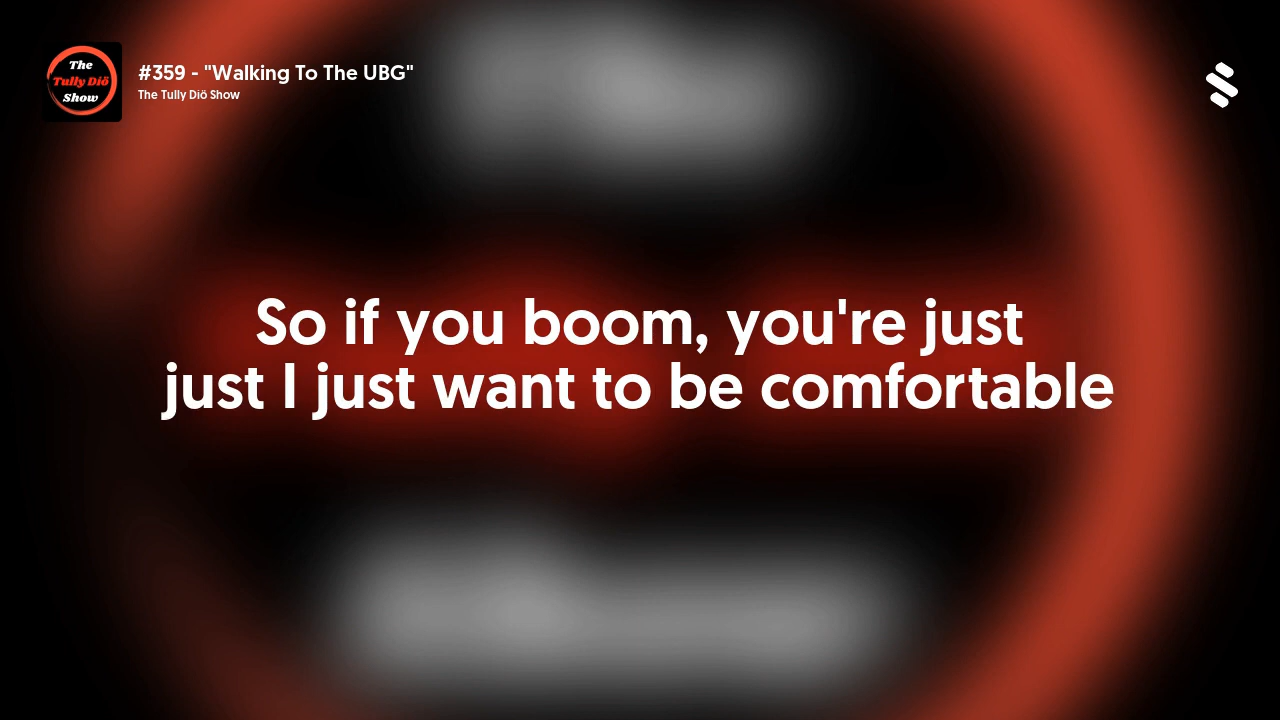 The
Tully Diö
Show
#359 - "Walking To The UBG"
The Tully Diö Show
So if you boom, you're just
just I just want to be comfortable